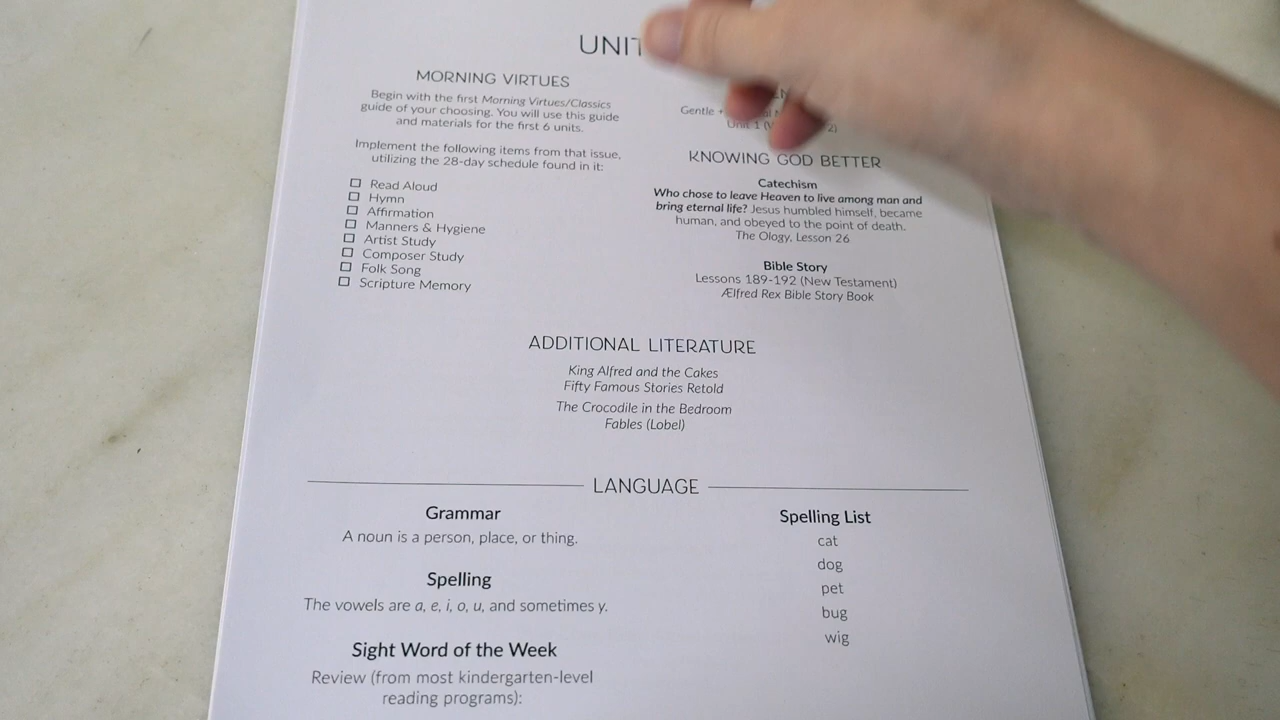 UNIT
MORNING VIRTUES
Begin with the first Morning Virtues/Classics
guide of your choosing. You will use this guide
and materials for the first 6 units.
Implement the following items from that issue,
utilizing the 28-day schedule found in it:
☐ Read Aloud
☐ Hymn
☐ Affirmation
☐ Manners & Hygiene
☐ Artist Study
☐ Composer Study
☐ Folk Song
☐ Scripture Memory
Gentle +
Unit 1
KNOWING GOD BETTER
Catechism
Who chose to leave Heaven to live among man and
bring eternal life? Jesus humbled himself, became
human, and obeyed to the point of death.
The Ology, Lesson 26
Bible Story
Lessons 189-192 (New Testament)
Ælfred Rex Bible Story Book
ADDITIONAL LITERATURE
King Alfred and the Cakes
Fifty Famous Stories Retold
The Crocodile in the Bedroom
Fables (Lobel)
LANGUAGE
Grammar
A noun is a person, place, or thing.
Spelling
The vowels are a, e, i, o, u, and sometimes y.
Sight Word of the Week
Review (from most kindergarten-level
reading programs):
Spelling List
cat
dog
pet
bug
wig